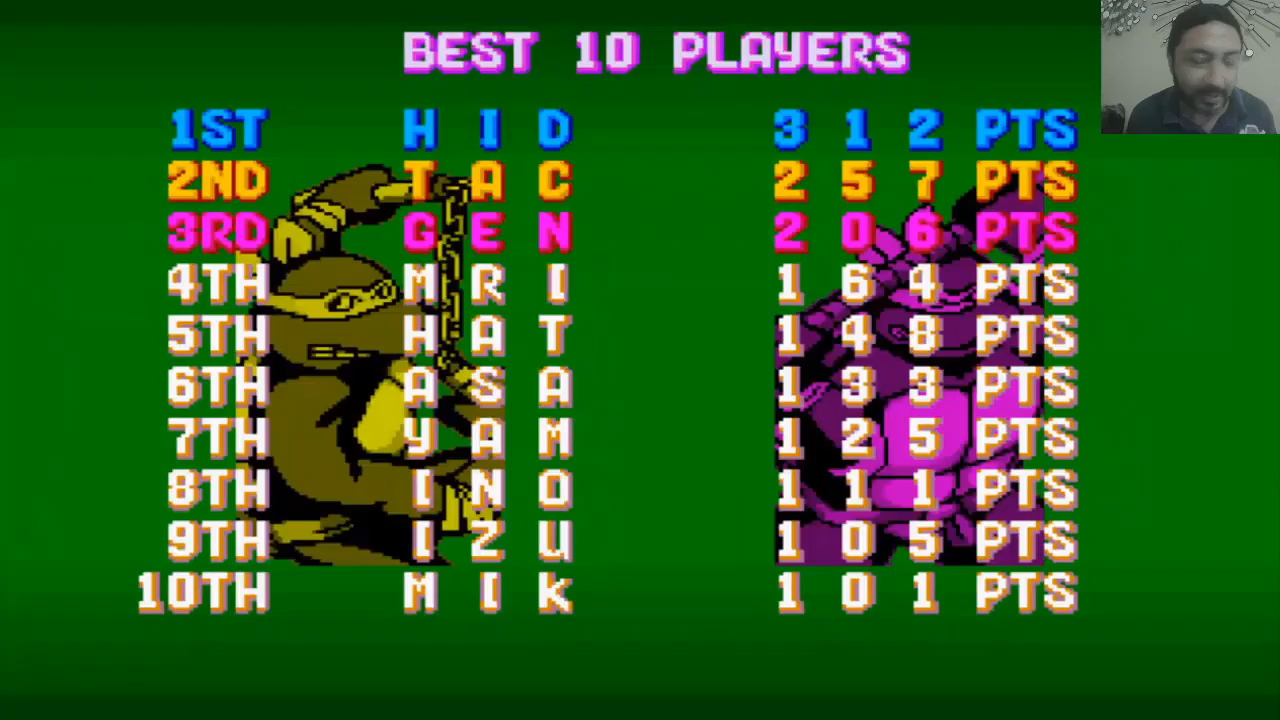 BEST 10 PLAYERS
1ST H I D 3 1 2 PTS
2ND T A C 2 5 7 PTS
3RD G E N 2 0 6 PTS
4TH M R I 1 6 4 PTS
5TH H A T 1 4 8 PTS
6TH A S A 1 3 3 PTS
7TH Y A M 1 2 5 PTS
8TH I N O 1 1 1 PTS
9TH I Z U 1 0 5 PTS
10TH M I K 1 0 1 PTS